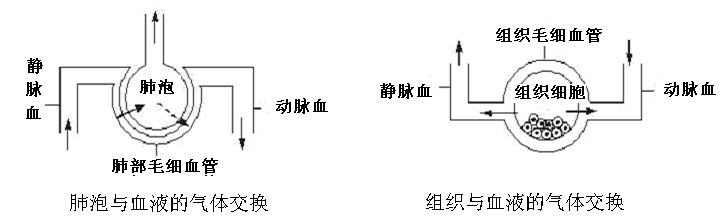 静脉血
肺泡
动脉血
肺部毛细血管
肺泡与血液的气体交换
组织毛细血管
静脉血
组织细胞
动脉血
组织与血液的气体交换